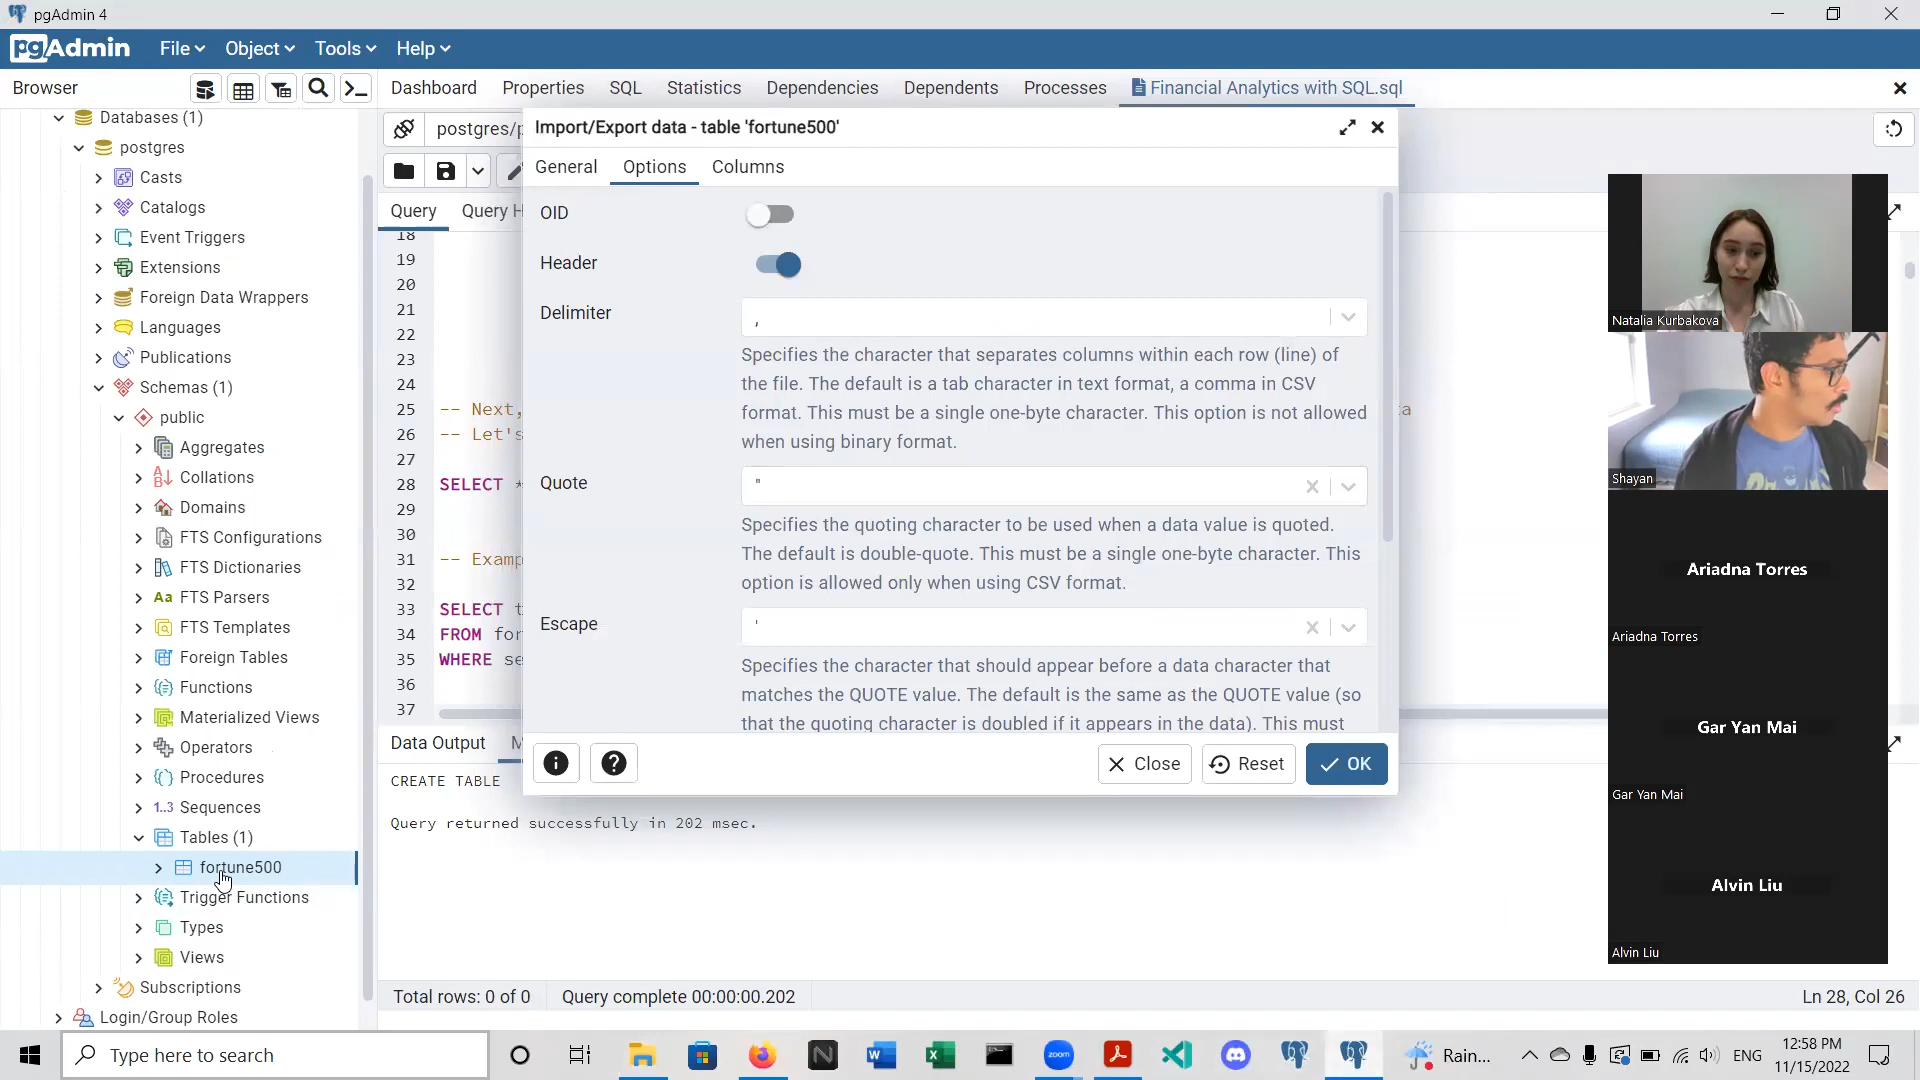 pgAdmin 4
pgAdmin
File
Object
Tools
Help
Browser
Dashboard
Properties
SQL
Statistics
Dependencies
Dependents
Processes
Financial Analytics with SQL.sql
Databases (1)
postgres
Casts
Catalogs
Event Triggers
Extensions
Foreign Data Wrappers
Languages
Publications
Schemas (1)
public
Aggregates
Collations
Domains
FTS Configurations
FTS Dictionaries
Aa FTS Parsers
FTS Templates
Foreign Tables
Functions
Materialized Views
Operators
Procedures
1..3 Sequences
Tables (1)
fortune500
Trigger Functions
Types
Views
Subscriptions
Login/Group Roles
postgres/p
Query
Query H
18
19
20
21
22
23
24
25 -- Next,
26 -- Let's
27
28 SELECT *
29
30
31 -- Examp
32
33 SELECT t
34 FROM for
35 WHERE se
36
37
Import/Export data - table 'fortune500'
General
Options
Columns
OID
Header
Delimiter
,
Specifies the character that separates columns within each row (line) of
the file. The default is a tab character in text format, a comma in CSV
format. This must be a single one-byte character. This option is not allowed
when using binary format.
Quote
"
Specifies the quoting character to be used when a data value is quoted.
The default is double-quote. This must be a single one-byte character. This
option is allowed only when using CSV format.
Escape
'
Specifies the character that should appear before a data character that
matches the QUOTE value. The default is the same as the QUOTE value (so
that the quoting character is doubled if it appears in the data). This must
Close
Reset
OK
Data Output
M
CREATE TABLE
Query returned successfully in 202 msec.
Total rows: 0 of 0
Query complete 00:00:00.202
Ln 28, Col 26
Natalia Kurbakova
Shayan
Ariadna Torres
Ariadna Torres
Gar Yan Mai
Gar Yan Mai
Alvin Liu
Alvin Liu
Type here to search
zoom
Rain...
ENG
12:58 PM
11/15/2022